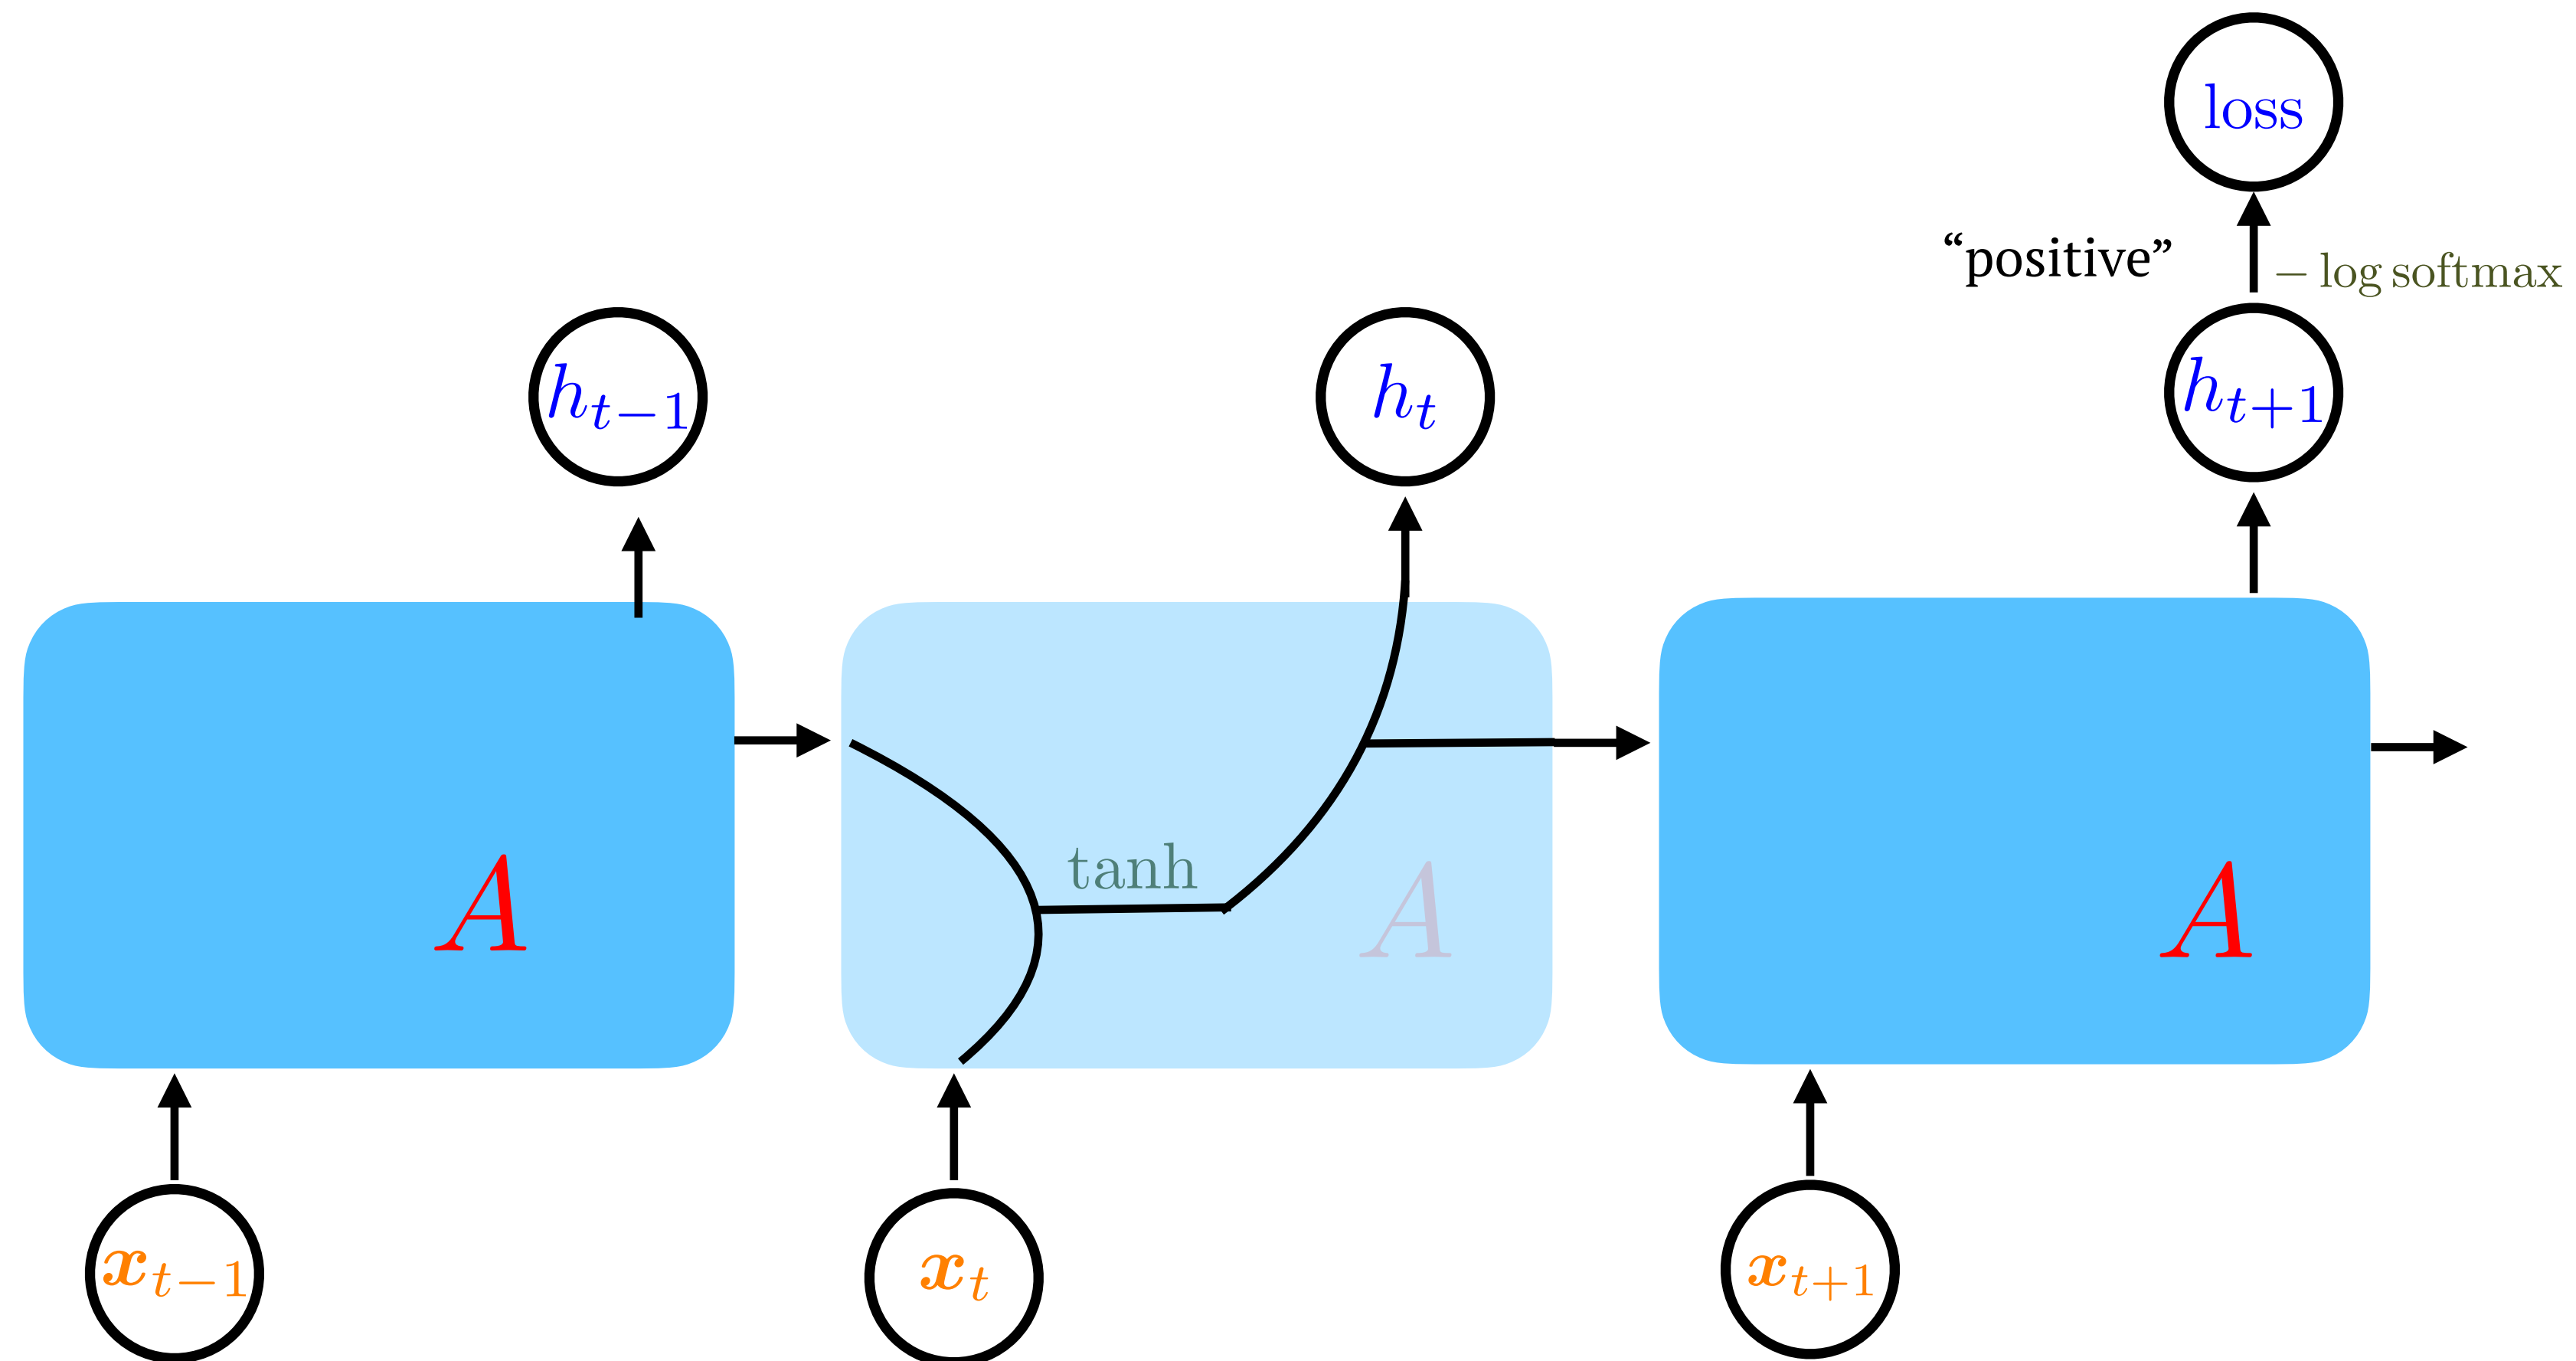 loss
“positive”
− log softmax
h_{t−1}
h_t
h_{t+1}
tanh
A
A
A
x_{t−1}
x_t
x_{t+1}